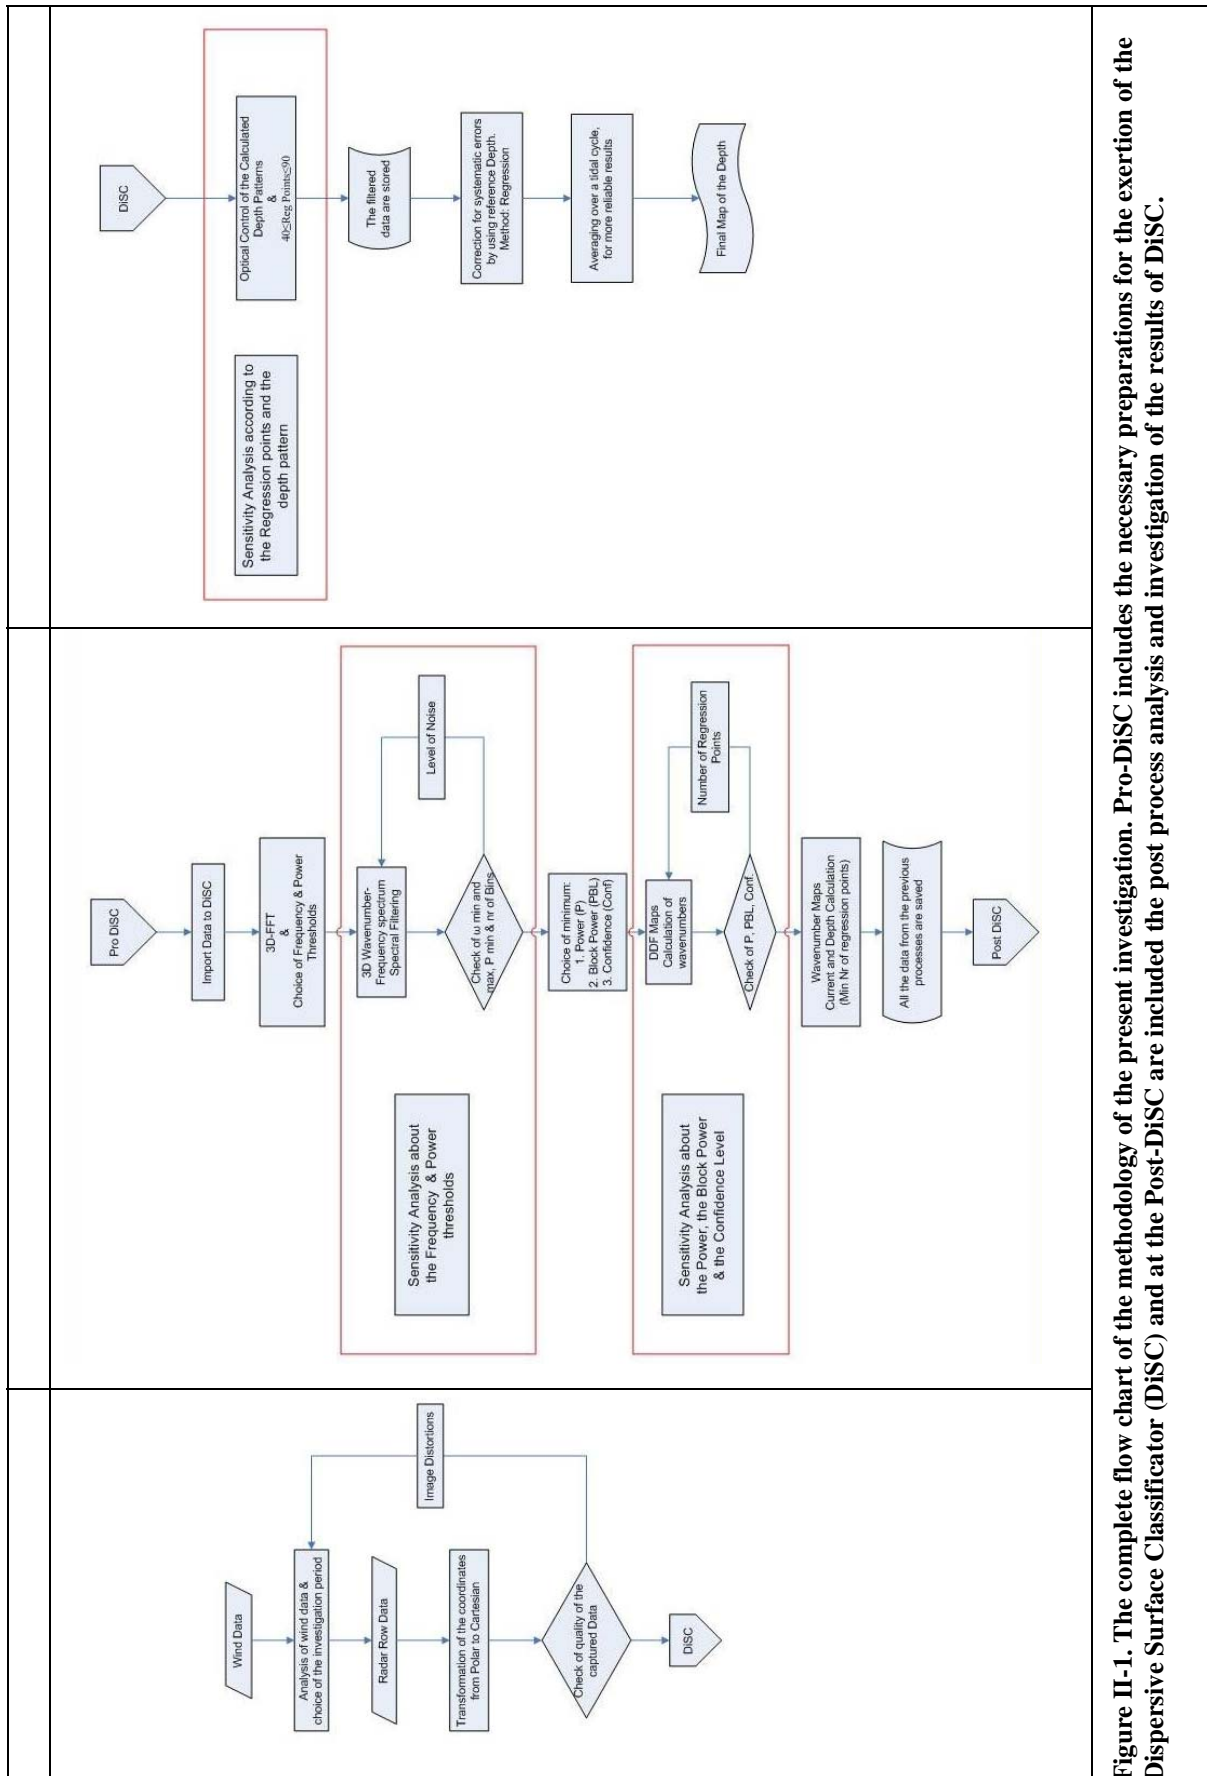 Wind Data
Analysis of wind data &
choice of the investigation period
Radar Row Data
Transformation of the coordinates
from Polar to Cartesian
Check of quality of the
captured Data
Image Distortions
DiSC
Pro DiSC
Import Data to DiSC
3D-FFT
&
Choice of Frequency & Power
Thresholds
3D Wavenumber-
Frequency spectrum
Spectral Filtering
Level of Noise
Check of ω min and
max, P min & nr of Bins
Sensitivity Analysis about
the Frequency & Power
thresholds
Choice of minimum:
1. Power (P)
2. Block Power (PBL)
3. Confidence (Conf)
DDF Maps
Calculation of
wavenumbers
Number of Regression
Points
Check of P, PBL, Conf.
Sensitivity Analysis about
the Power, the Block Power
& the Confidence Level
Wavenumber Maps
Current and Depth Calculation
(Min Nr of regression points)
All the data from the previous
processes are saved
Post DiSC
DiSC
Optical Control of the Calculated
Depth Patterns
&
40≤Reg Points≤90
Sensitivity Analysis according to
the Regression points and the
depth pattern
The filtered
data are stored
Correction for systematic errors
by using reference Depth.
Method: Regression
Averaging over a tidal cycle,
for more reliable results
Final Map of the Depth
Figure II-1. The complete flow chart of the methodology of the present investigation. Pro-DiSC includes the necessary preparations for the exertion of the
Dispersive Surface Classificator (DiSC) and at the Post-DiSC are included the post process analysis and investigation of the results of DiSC.